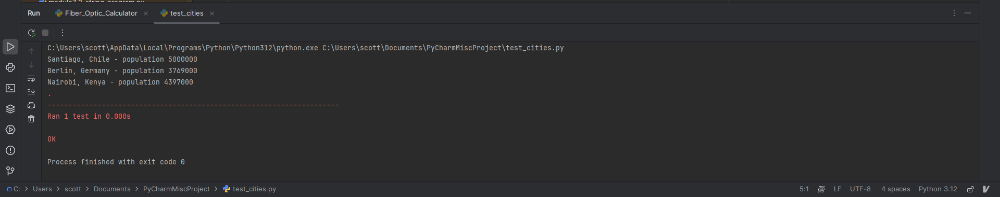 module7.2_string_program.py
Run Fiber_Optic_Calculator × test_cities ×
C:\Users\scott\AppData\Local\Programs\Python\Python312\python.exe C:\Users\scott\Documents\PyCharmMiscProject\test_cities.py
Santiago, Chile - population 5000000
Berlin, Germany - population 3769000
Nairobi, Kenya - population 4397000
.
----------------------------------------------------------------------
Ran 1 test in 0.000s
OK
Process finished with exit code 0
C: > Users > scott > Documents > PyCharmMiscProject > test_cities.py 5:1 LF UTF-8 4 spaces Python 3.12